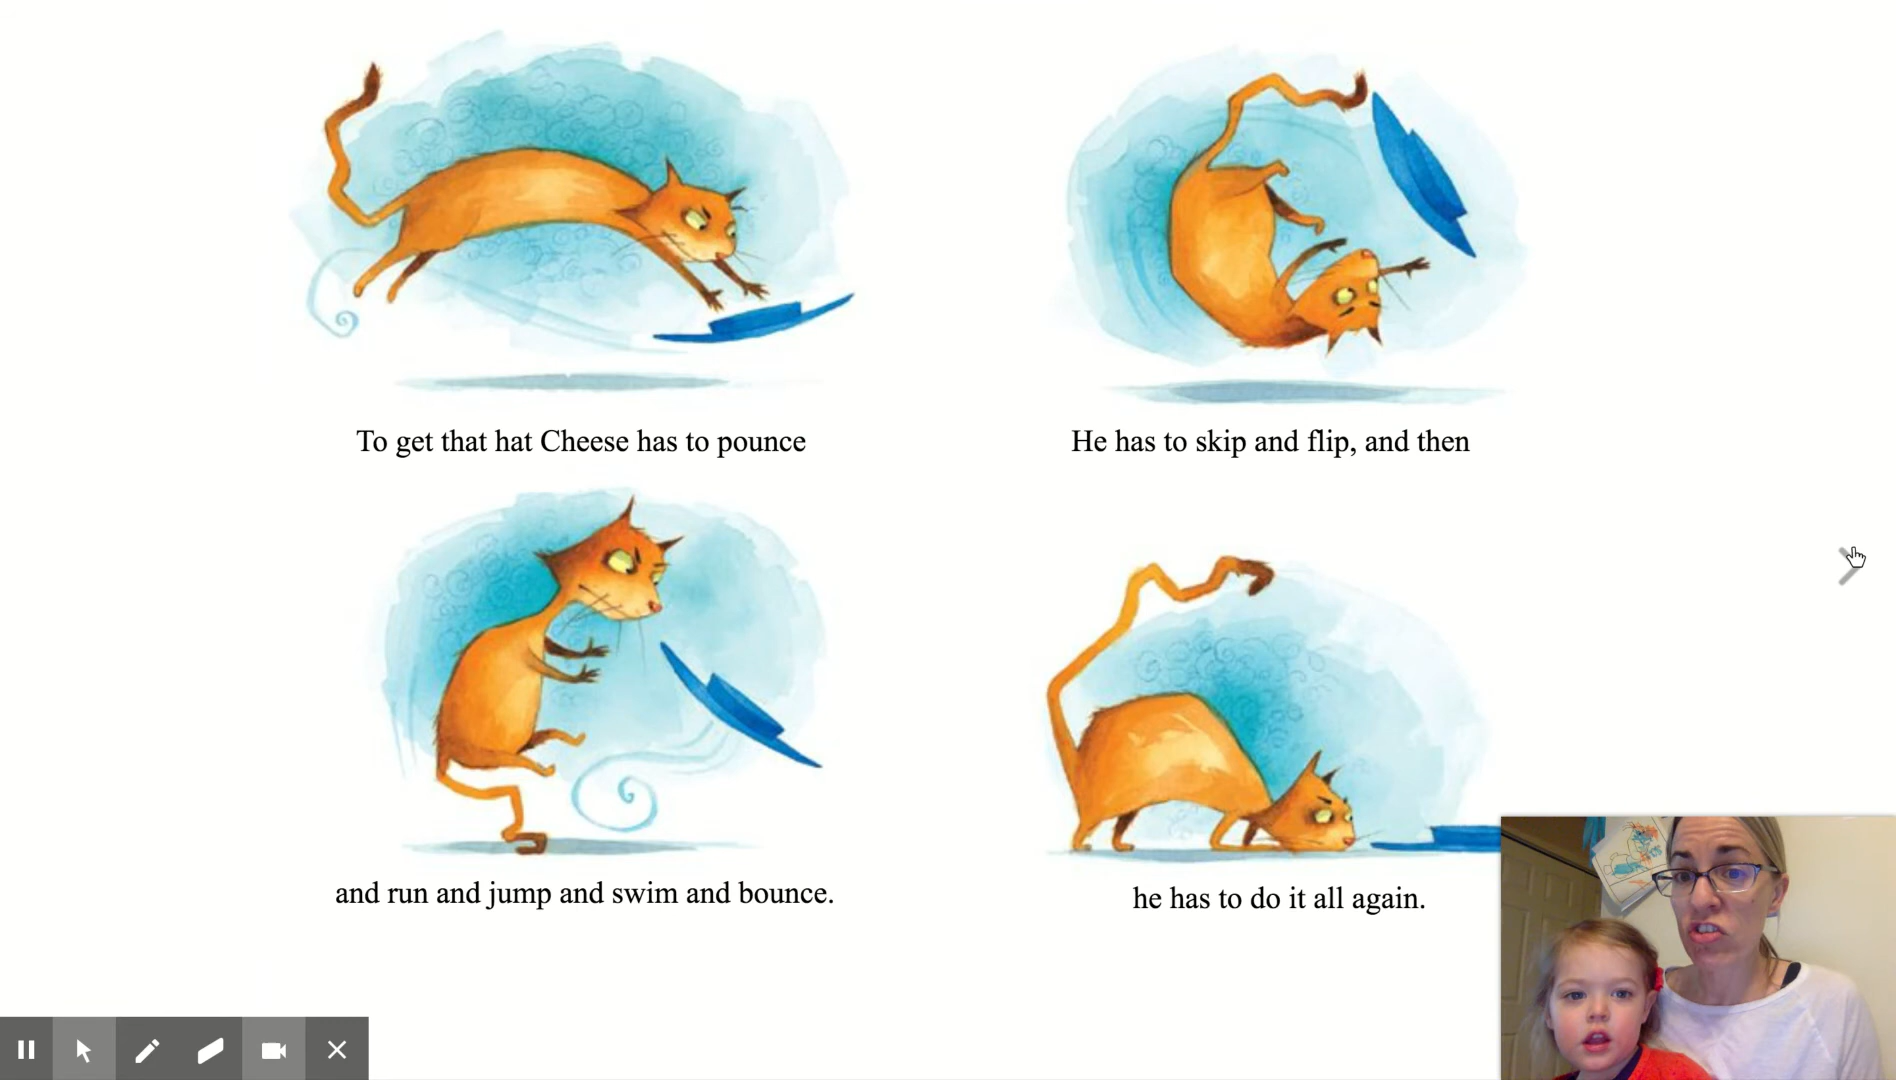 To get that hat Cheese has to pounce
and run and jump and swim and bounce.
He has to skip and flip, and then
he has to do it all again.